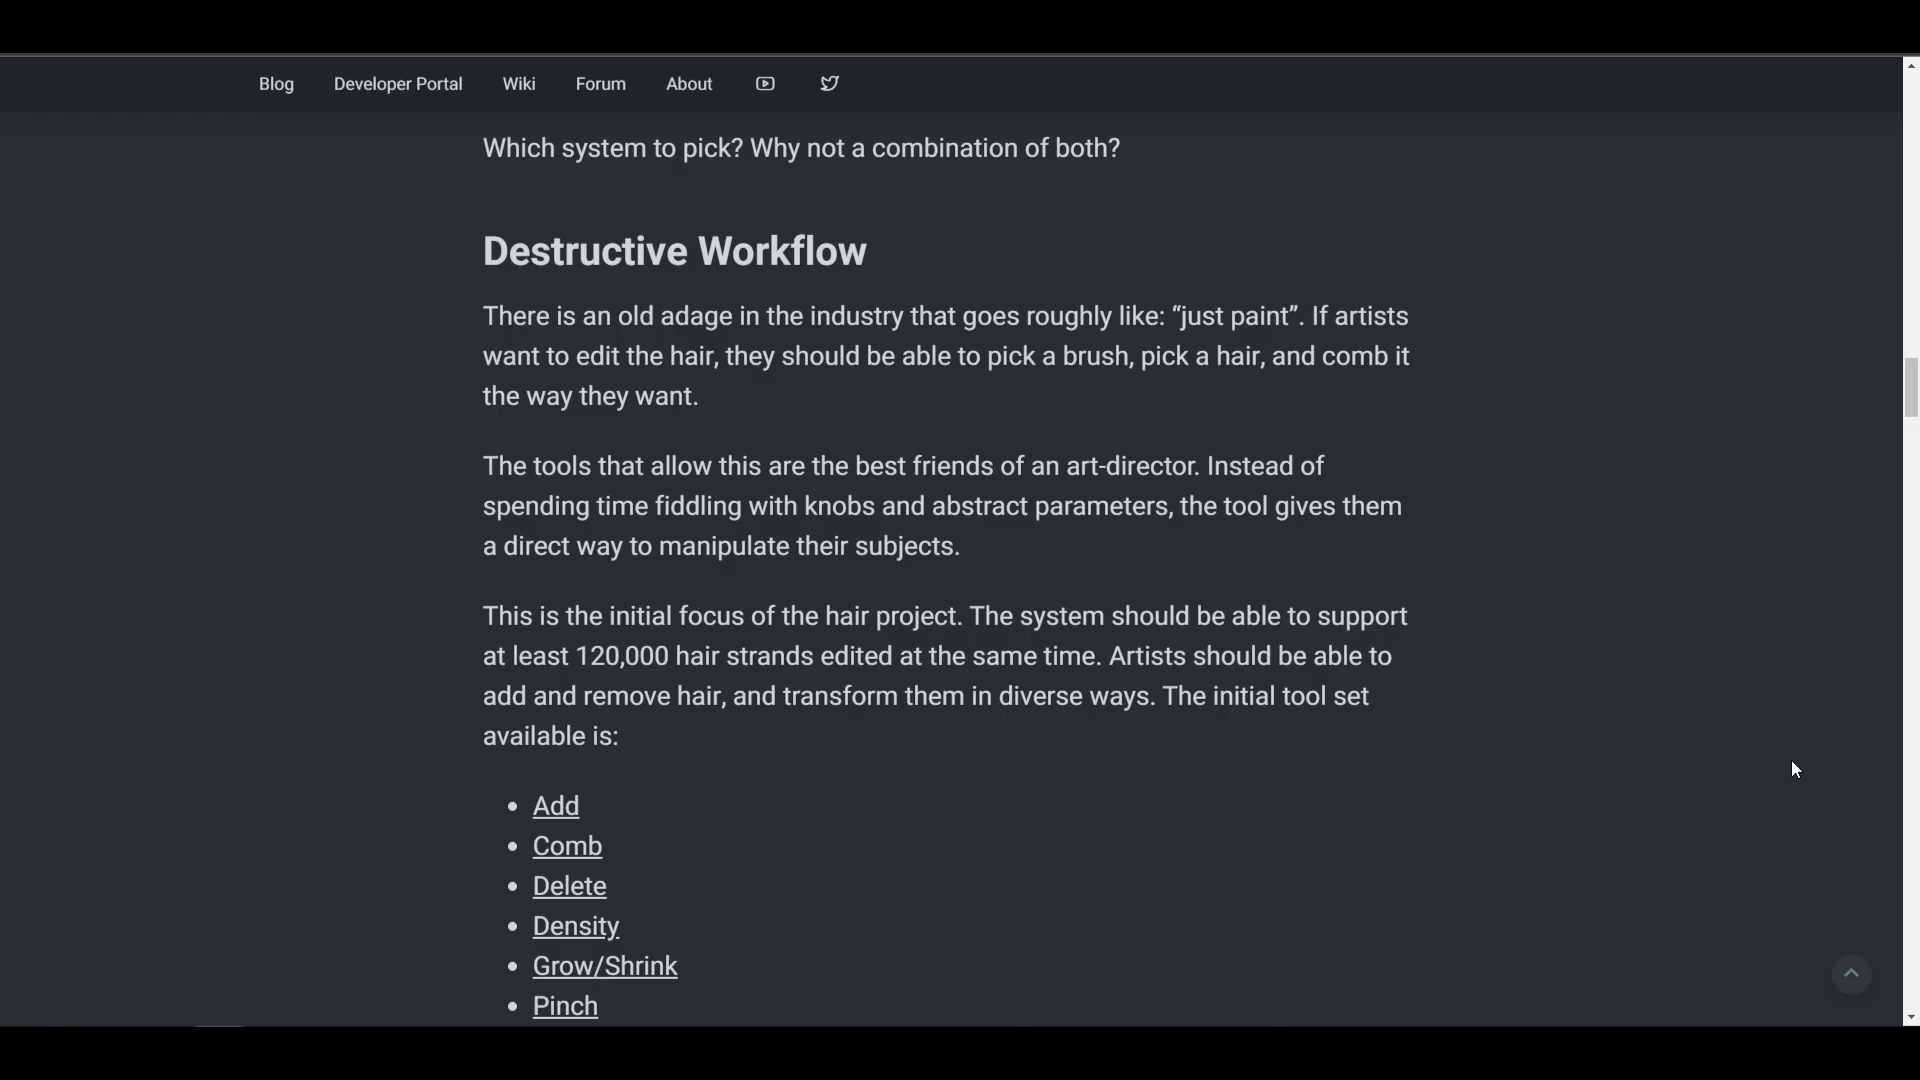 Blog Developer Portal Wiki Forum About
Which system to pick? Why not a combination of both?
Destructive Workflow
There is an old adage in the industry that goes roughly like: “just paint”. If artists
want to edit the hair, they should be able to pick a brush, pick a hair, and comb it
the way they want.
The tools that allow this are the best friends of an art-director. Instead of
spending time fiddling with knobs and abstract parameters, the tool gives them
a direct way to manipulate their subjects.
This is the initial focus of the hair project. The system should be able to support
at least 120,000 hair strands edited at the same time. Artists should be able to
add and remove hair, and transform them in diverse ways. The initial tool set
available is:
• Add
• Comb
• Delete
• Density
• Grow/Shrink
• Pinch